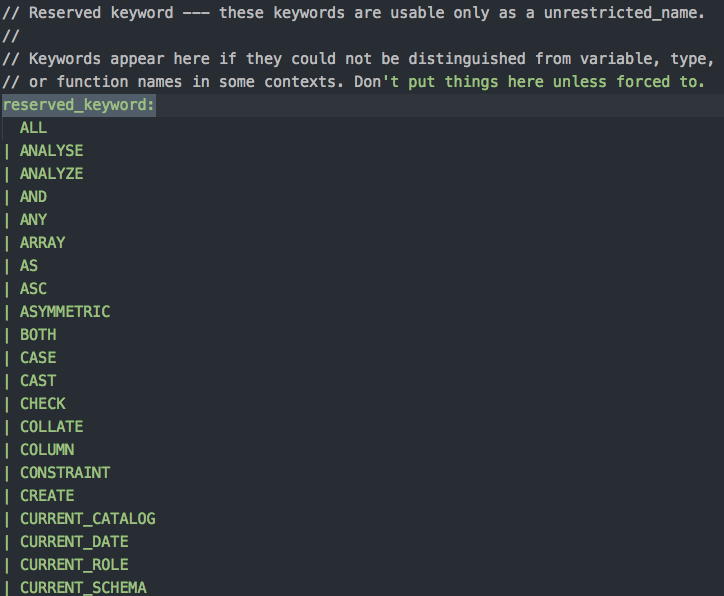 // Reserved keyword --- these keywords are usable only as a unrestricted_name.
//
// Keywords appear here if they could not be distinguished from variable, type,
// or function names in some contexts. Don't put things here unless forced to.
reserved_keyword:
  ALL
| ANALYSE
| ANALYZE
| AND
| ANY
| ARRAY
| AS
| ASC
| ASYMMETRIC
| BOTH
| CASE
| CAST
| CHECK
| COLLATE
| COLUMN
| CONSTRAINT
| CREATE
| CURRENT_CATALOG
| CURRENT_DATE
| CURRENT_ROLE
| CURRENT_SCHEMA